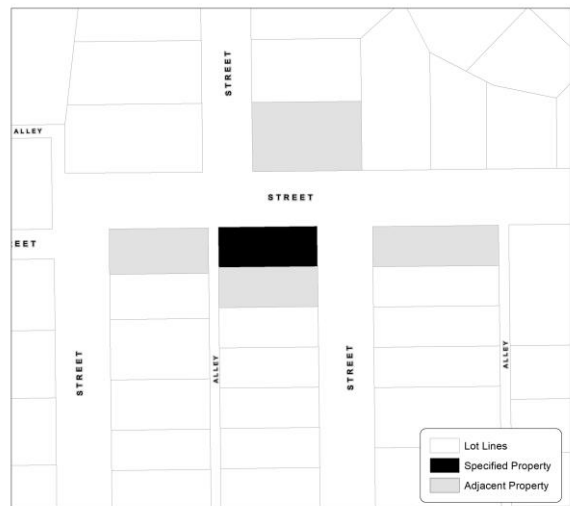 STREET
ALLEY
STREET
EET
STREET
ALLEY
STREET
ALLEY
Lot Lines
Specified Property
Adjacent Property